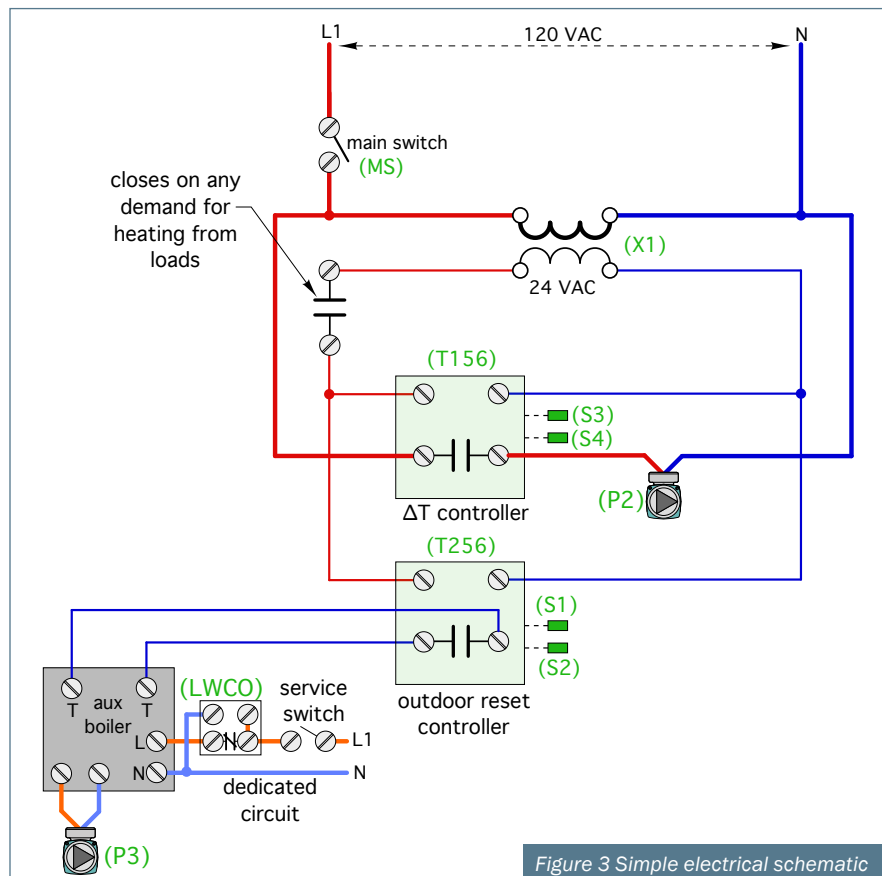 L1
120 VAC
N
main switch
(MS)
closes on any
demand for
heating from
loads
(X1)
24 VAC
(T156)
(S3)
(S4)
(P2)
ΔT controller
(T256)
(S1)
(S2)
outdoor reset
controller
(LWCO)
service
switch
T
T
aux
boiler
L
L1
N
N
dedicated
circuit
(P3)
Figure 3 Simple electrical schematic